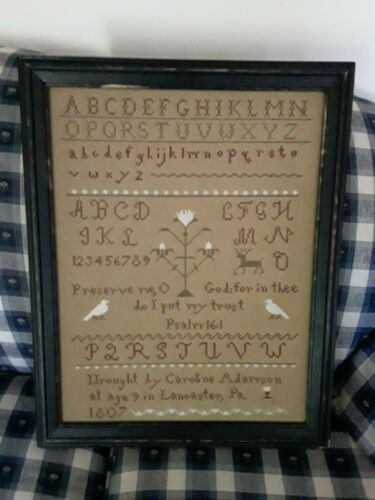 ABCDEFGHIKLMN
OPQRSTUVWXYZ
abcdefghijklmnopqrstu
vwxyz
ABCD EFGH
IKL MN
123456789 O
Preserve me, O God: for in thee
do I put my trust
Psalm 16:1
PQRSTUVW
Wrought by Caroline Adamson
at age 9 in Lancaster, Pa
1807